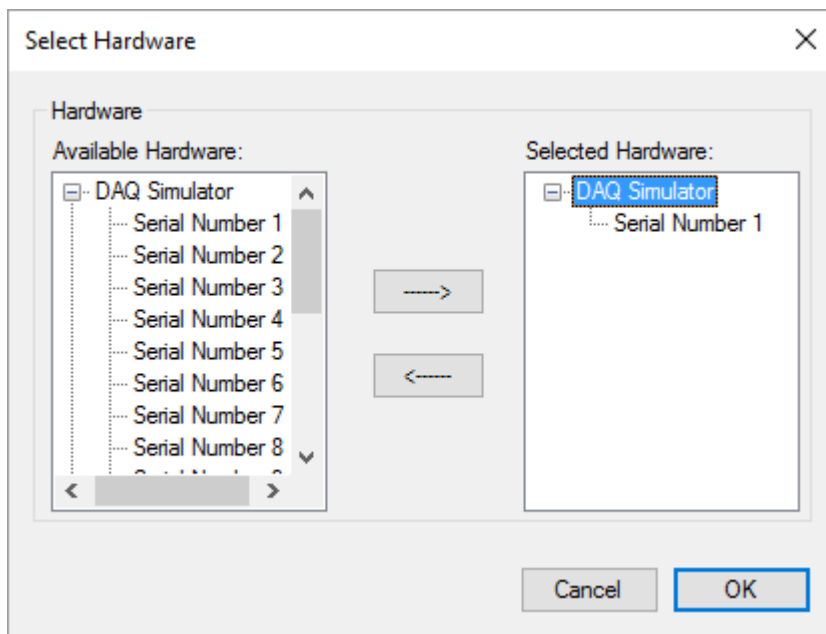 Select Hardware
Hardware
Available Hardware:
DAQ Simulator
Serial Number 1
Serial Number 2
Serial Number 3
Serial Number 4
Serial Number 5
Serial Number 6
Serial Number 7
Serial Number 8
------>
<------
Selected Hardware:
DAQ Simulator
Serial Number 1
Cancel
OK